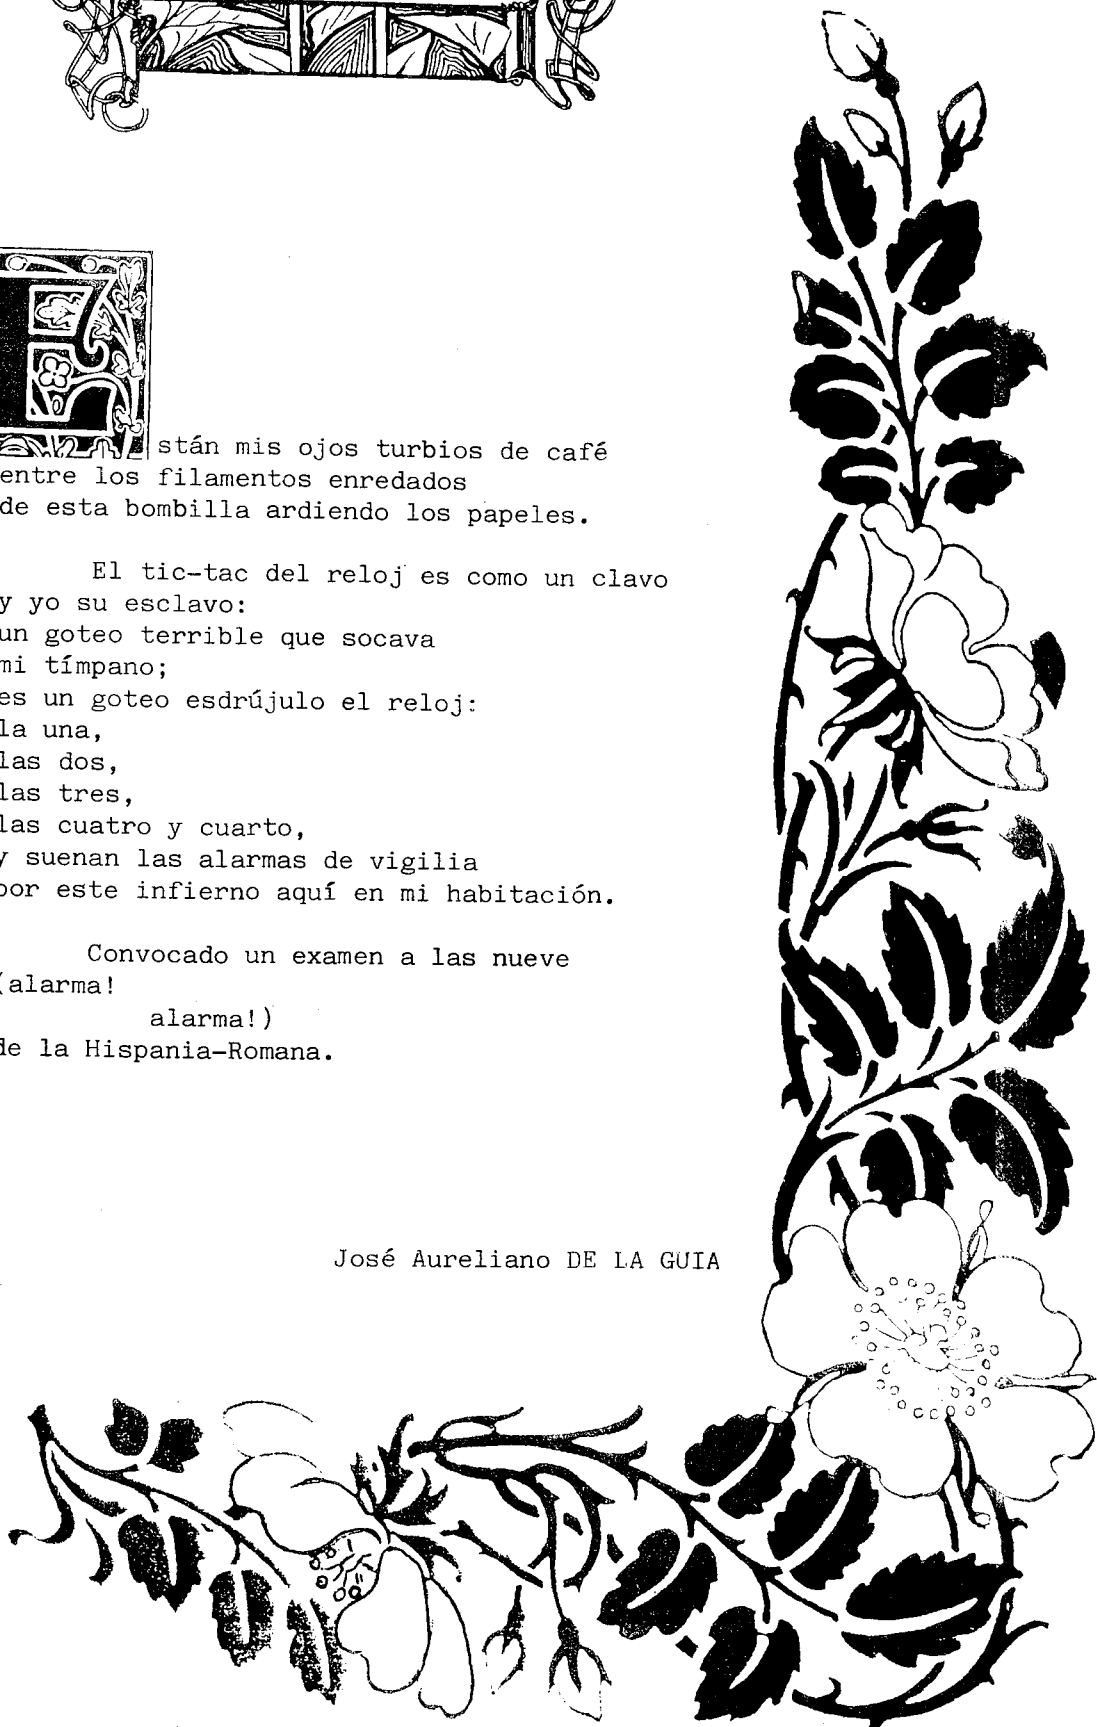 Están mis ojos turbios de café
entre los filamentos enredados
de esta bombilla ardiendo los papeles.
El tic-tac del reloj es como un clavo
y yo su esclavo:
un goteo terrible que socava
mi tímpano;
es un goteo esdrújulo el reloj:
la una,
las dos,
las tres,
las cuatro y cuarto,
y suenan las alarmas de vigilia
por este infierno aquí en mi habitación.
Convocado un examen a las nueve
(alarma!
alarma!)
de la Hispania-Romana.
José Aureliano DE LA GUIA